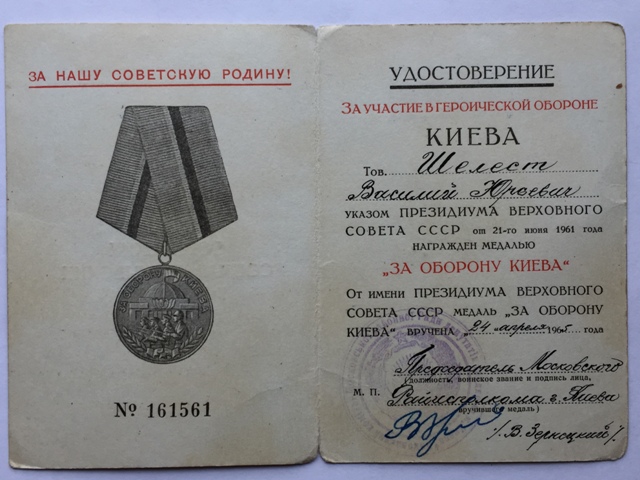 ЗА НАШУ СОВЕТСКУЮ РОДИНУ!
№ 161561
УДОСТОВЕРЕНИЕ
ЗА УЧАСТИЕ В ГЕРОИЧЕСКОЙ ОБОРОНЕ
КИЕВА
Тов. Шелест
Василий Юрьевич
УКАЗОМ ПРЕЗИДИУМА ВЕРХОВНОГО
СОВЕТА СССР от 21-го июня 1961 года
НАГРАЖДЕН МЕДАЛЬЮ
„ЗА ОБОРОНУ КИЕВА“
От имени ПРЕЗИДИУМА ВЕРХОВНОГО
СОВЕТА СССР МЕДАЛЬ „ЗА ОБОРОНУ
КИЕВА“ ВРУЧЕНА „24 апреля 1965 года
Председатель Московского
(должность, воинское звание и подпись лица,
М. П. Райисполкома г. Киева
вручившего медаль)
/В. Зерноцкий/